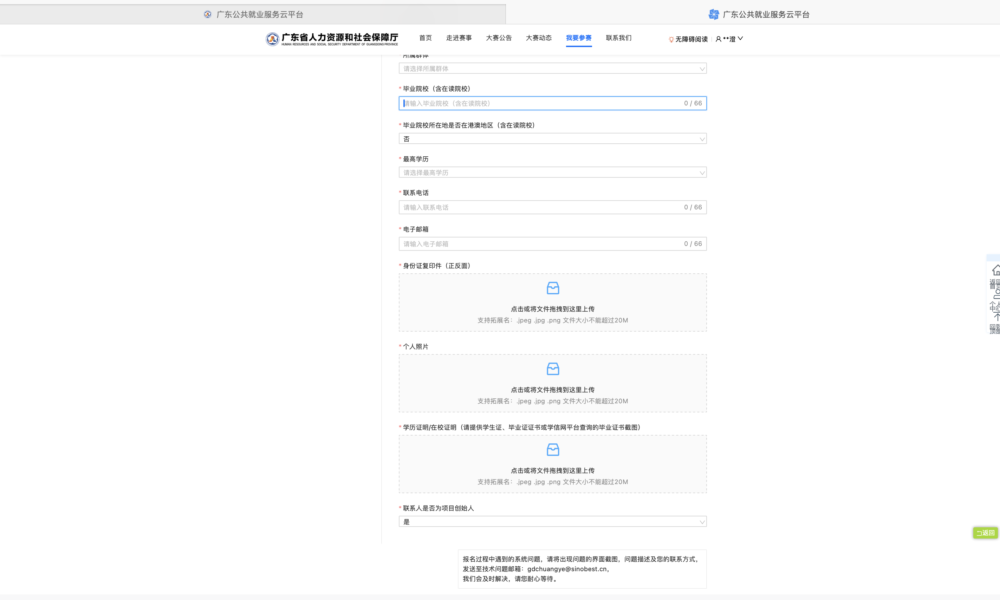 广东公共就业服务云平台
广东公共就业服务云平台
广东省人力资源和社会保障厅
HUMAN RESOURCES AND SOCIAL SECURITY DEPARTMENT OF GUANGDONG PROVINCE
首页
走进赛事
大赛公告
大赛动态
我要参赛
联系我们
无障碍阅读
**澄
* 所属群体
请选择所属群体
* 毕业院校（含在读院校）
请输入毕业院校（含在读院校）
0 / 66
* 毕业院校所在地是否在港澳地区（含在读院校）
否
* 最高学历
请选择最高学历
* 联系电话
请输入联系电话
0 / 66
* 电子邮箱
请输入电子邮箱
0 / 66
* 身份证复印件（正反面）
点击或将文件拖拽到这里上传
支持拓展名：.jpeg .jpg .png 文件大小不能超过20M
* 个人照片
点击或将文件拖拽到这里上传
支持拓展名：.jpeg .jpg .png 文件大小不能超过20M
* 学历证明/在校证明（请提供学生证、毕业证证书或学信网平台查询的毕业证书截图）
点击或将文件拖拽到这里上传
支持拓展名：.jpeg .jpg .png 文件大小不能超过20M
* 联系人是否为项目创始人
是
返回
首页
个人
中心
回到
顶部
返回
报名过程中遇到的系统问题，请将出现问题的界面截图，问题描述及您的联系方式，
发送至技术问题邮箱：gdchuangye@sinobest.cn，
我们会及时解决，请您耐心等待。